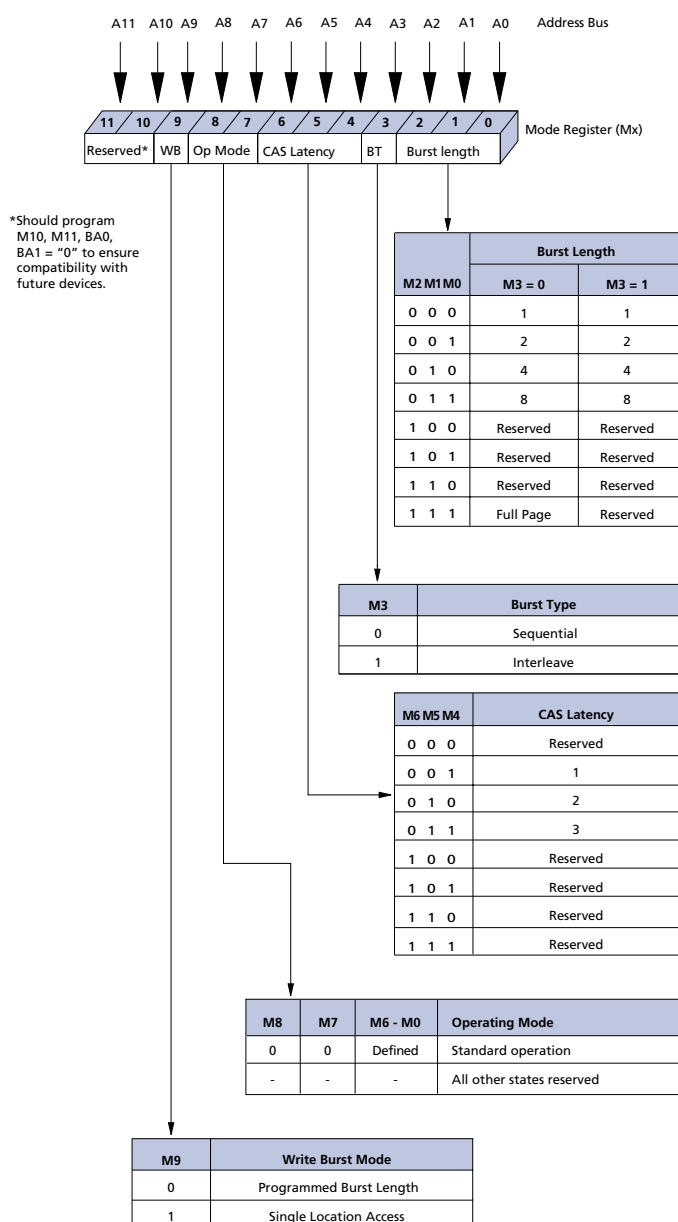 A11 A10 A9 A8 A7 A6 A5 A4 A3 A2 A1 A0 Address Bus
11 10 9 8 7 6 5 4 3 2 1 0
Mode Register (Mx)
Reserved* WB Op Mode CAS Latency BT Burst length
*Should program
M10, M11, BA0,
BA1 = “0” to ensure
compatibility with
future devices.
Burst Length
M2 M1 M0 M3 = 0 M3 = 1
0 0 0 1 1
0 0 1 2 2
0 1 0 4 4
0 1 1 8 8
1 0 0 Reserved Reserved
1 0 1 Reserved Reserved
1 1 0 Reserved Reserved
1 1 1 Full Page Reserved
M3 Burst Type
0 Sequential
1 Interleave
M6 M5 M4 CAS Latency
0 0 0 Reserved
0 0 1 1
0 1 0 2
0 1 1 3
1 0 0 Reserved
1 0 1 Reserved
1 1 0 Reserved
1 1 1 Reserved
M8 M7 M6 - M0 Operating Mode
0 0 Defined Standard operation
- - - All other states reserved
M9 Write Burst Mode
0 Programmed Burst Length
1 Single Location Access